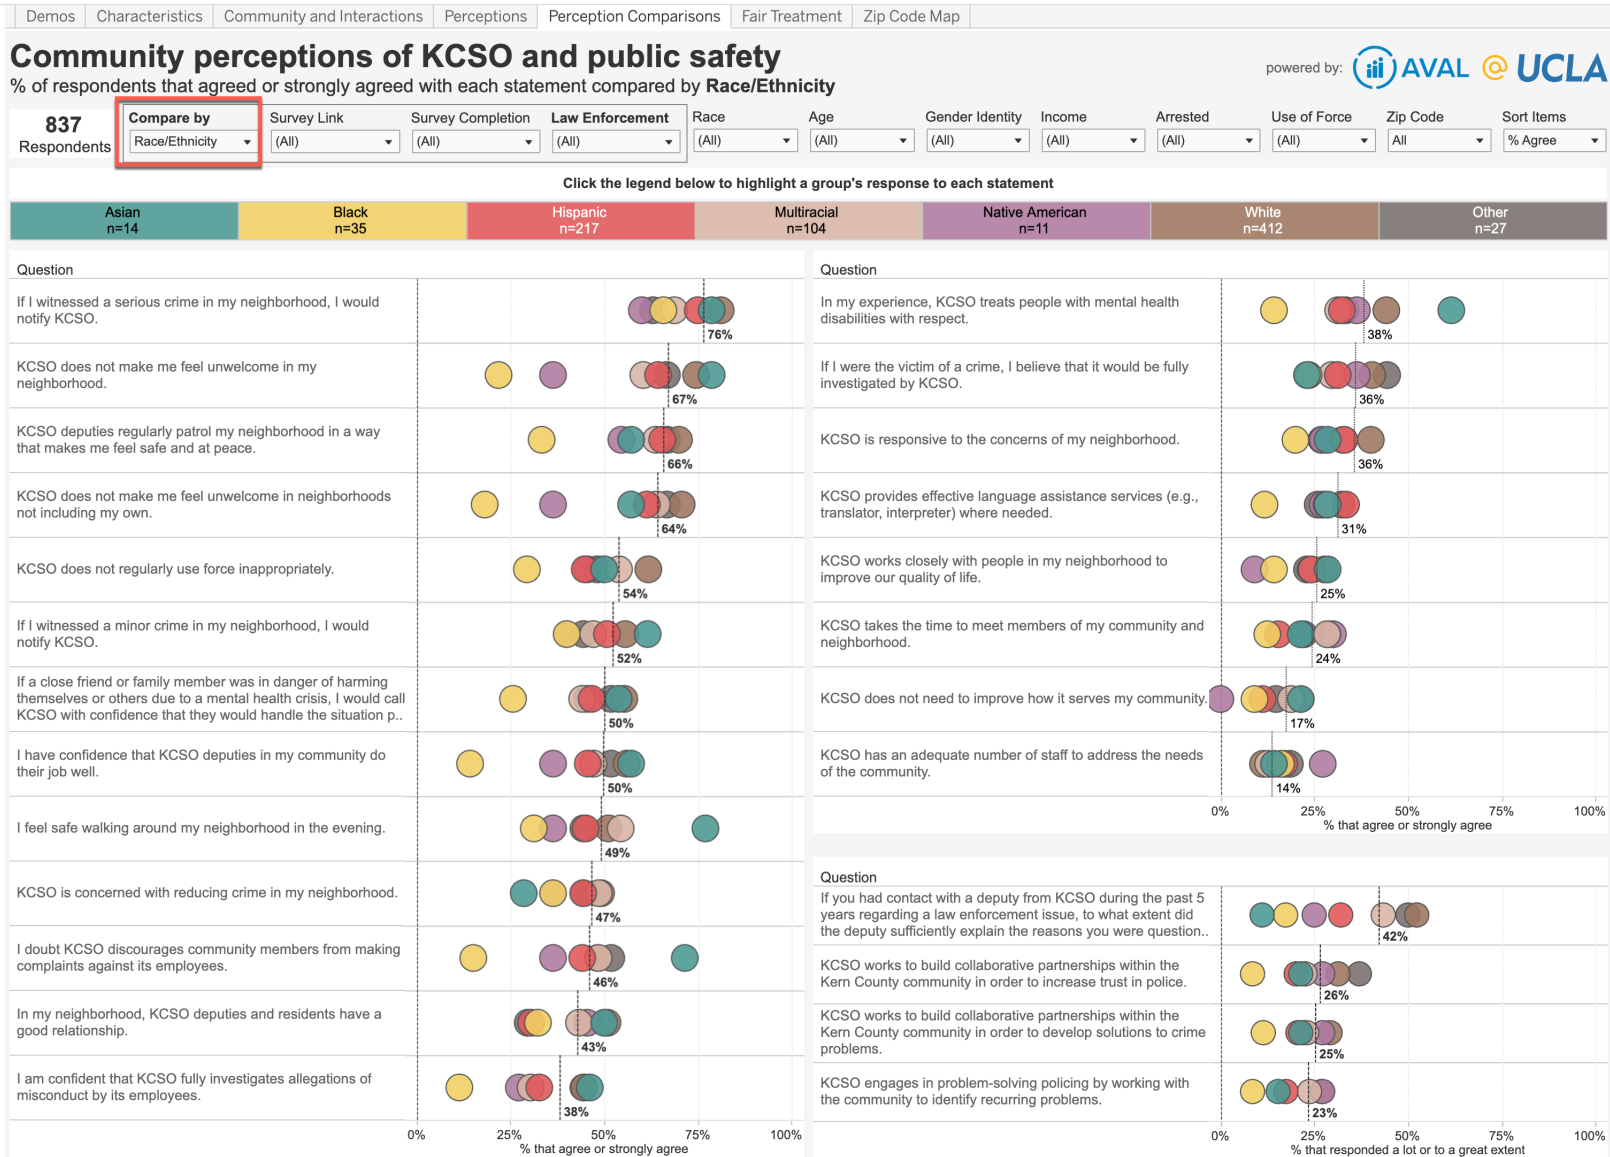 Demos Characteristics Community and Interactions Perceptions Perception Comparisons Fair Treatment Zip Code Map
Community perceptions of KCSO and public safety
% of respondents that agreed or strongly agreed with each statement compared by Race/Ethnicity
powered by: AVAL @ UCLA
837
Respondents
Compare by
Race/Ethnicity
Survey Link
(All)
Survey Completion
(All)
Law Enforcement
(All)
Race
(All)
Age
(All)
Gender Identity
(All)
Income
(All)
Arrested
(All)
Use of Force
(All)
Zip Code
All
Sort Items
% Agree
Click the legend below to highlight a group's response to each statement
Asian
n=14
Black
n=35
Hispanic
n=217
Multiracial
n=104
Native American
n=11
White
n=412
Other
n=27
Question
If I witnessed a serious crime in my neighborhood, I would
notify KCSO.
76%
KCSO does not make me feel unwelcome in my
neighborhood.
67%
KCSO deputies regularly patrol my neighborhood in a way
that makes me feel safe and at peace.
66%
KCSO does not make me feel unwelcome in neighborhoods
not including my own.
64%
KCSO does not regularly use force inappropriately.
54%
If I witnessed a minor crime in my neighborhood, I would
notify KCSO.
52%
If a close friend or family member was in danger of harming
themselves or others due to a mental health crisis, I would call
KCSO with confidence that they would handle the situation p..
50%
I have confidence that KCSO deputies in my community do
their job well.
50%
I feel safe walking around my neighborhood in the evening.
49%
KCSO is concerned with reducing crime in my neighborhood.
47%
I doubt KCSO discourages community members from making
complaints against its employees.
46%
In my neighborhood, KCSO deputies and residents have a
good relationship.
43%
I am confident that KCSO fully investigates allegations of
misconduct by its employees.
38%
0% 25% 50% 75% 100%
% that agree or strongly agree
Question
In my experience, KCSO treats people with mental health
disabilities with respect.
38%
If I were the victim of a crime, I believe that it would be fully
investigated by KCSO.
36%
KCSO is responsive to the concerns of my neighborhood.
36%
KCSO provides effective language assistance services (e.g.,
translator, interpreter) where needed.
31%
KCSO works closely with people in my neighborhood to
improve our quality of life.
25%
KCSO takes the time to meet members of my community and
neighborhood.
24%
KCSO does not need to improve how it serves my community.
17%
KCSO has an adequate number of staff to address the needs
of the community.
14%
0% 25% 50% 75% 100%
% that agree or strongly agree
Question
If you had contact with a deputy from KCSO during the past 5
years regarding a law enforcement issue, to what extent did
the deputy sufficiently explain the reasons you were question..
42%
KCSO works to build collaborative partnerships within the
Kern County community in order to increase trust in police.
26%
KCSO works to build collaborative partnerships within the
Kern County community in order to develop solutions to crime
problems.
25%
KCSO engages in problem-solving policing by working with
the community to identify recurring problems.
23%
0% 25% 50% 75% 100%
% that responded a lot or to a great extent